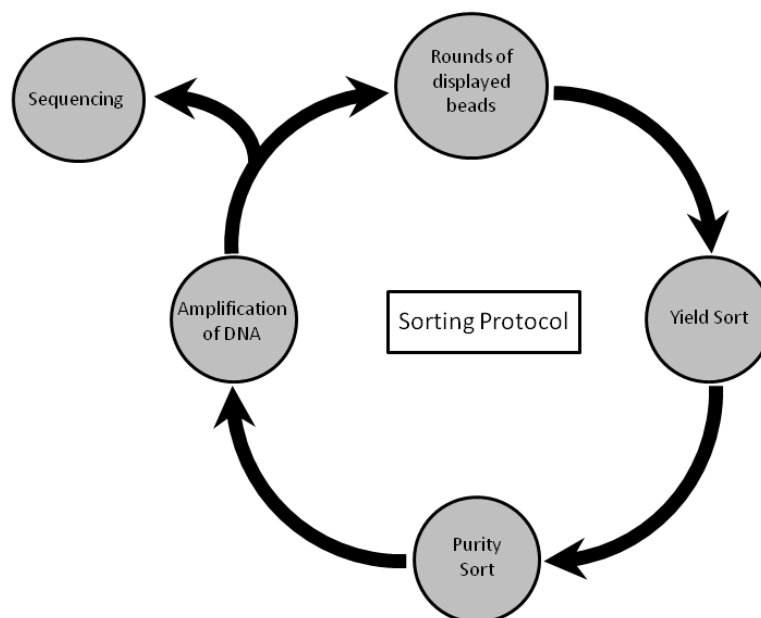 Sequencing
Rounds of
displayed
beads
Amplification
of DNA
Sorting Protocol
Yield Sort
Purity
Sort